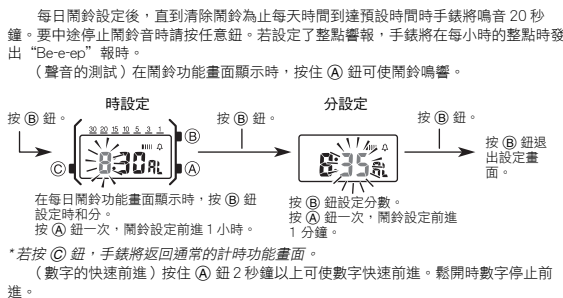 每日鬧鈴設定後，直到清除鬧鈴為止每天時間到達預設時間時手錶將鳴音 20 秒
鐘。要中途停止鬧鈴音時請按任意鈕。若設定了整點響報，手錶將在每小時的整點時發
出“Be-e-ep”報時。
（聲音的測試）在鬧鈴功能畫面顯示時，按住 Ⓐ 鈕可使鬧鈴鳴響。
時設定
分設定
按 Ⓑ 鈕。
按 Ⓑ 鈕。
按 Ⓑ 鈕。
30 20 15 10 5 3 1
Ⓑ
Ⓒ
8:30AL
Ⓐ
8:35AL
按 Ⓑ 鈕退
出設定畫
面。
在每日鬧鈴功能畫面顯示時，按 Ⓑ 鈕
設定時和分。
按 Ⓐ 鈕一次，鬧鈴設定前進 1 小時。
按 Ⓑ 鈕設定分數。
按 Ⓐ 鈕一次，鬧鈴設定前進
1 分鐘。
*若按 Ⓒ 鈕，手錶將返回通常的計時功能畫面。
（數字的快速前進）按住 Ⓐ 鈕 2 秒鐘以上可使數字快速前進。鬆開時數字停止前
進。